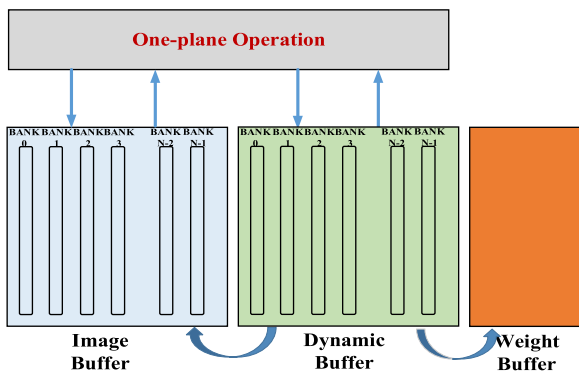 One-plane Operation
BANK BANK BANK BANK BANK BANK
0 1 2 3 N-2 N-1
BANK BANK BANK BANK BANK BANK
0 1 2 3 N-2 N-1
Image
Buffer
Dynamic
Buffer
Weight
Buffer